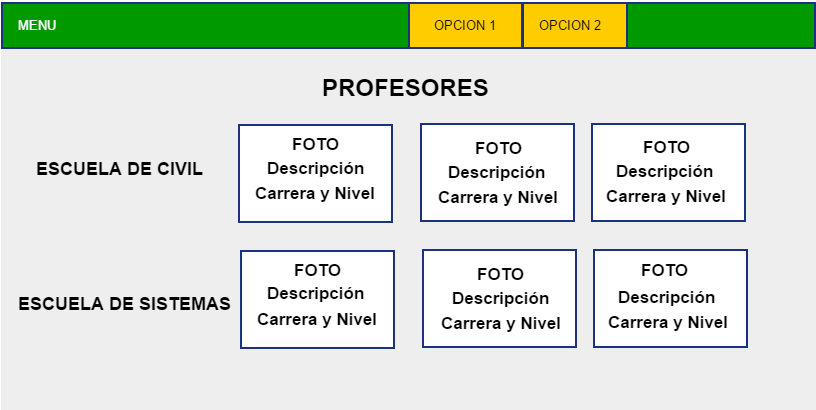 MENU
OPCION 1
OPCION 2
PROFESORES
ESCUELA DE CIVIL
FOTO
Descripción
Carrera y Nivel
FOTO
Descripción
Carrera y Nivel
FOTO
Descripción
Carrera y Nivel
ESCUELA DE SISTEMAS
FOTO
Descripción
Carrera y Nivel
FOTO
Descripción
Carrera y Nivel
FOTO
Descripción
Carrera y Nivel